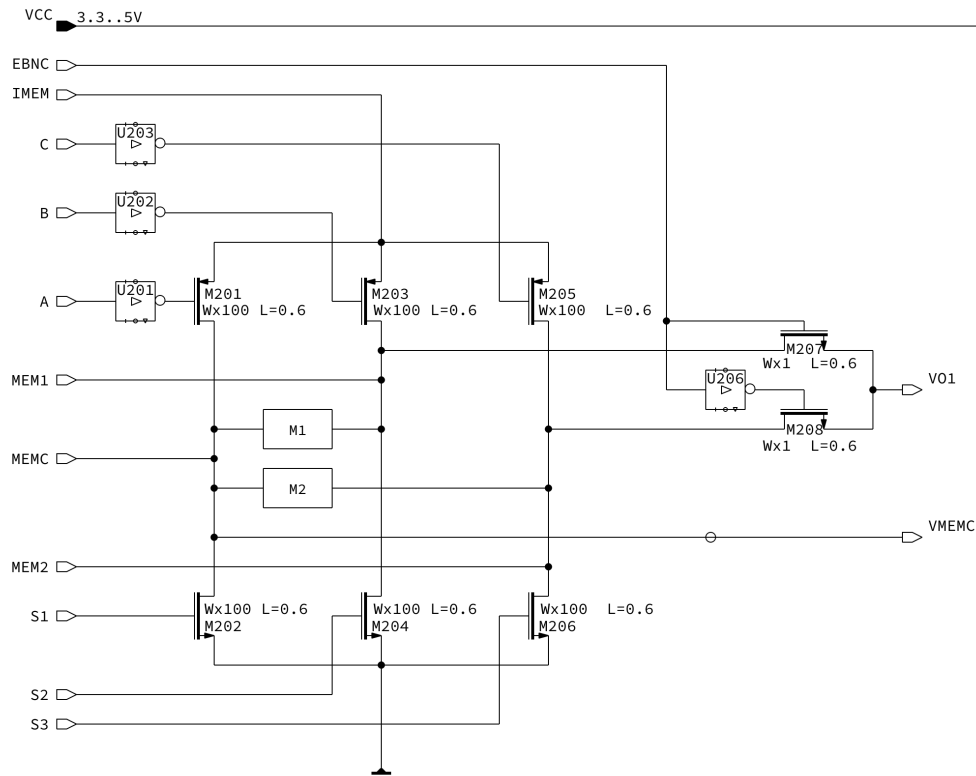 VCC 3.3..5V
EBNC
IMEM
C U203
B U202
A U201
M201 M203 M205
Wx100 L=0.6 Wx100 L=0.6 Wx100 L=0.6
M207
Wx1 L=0.6
MEM1
U206
VO1
M1
M208
Wx1 L=0.6
MEMC
M2
VMEMC
MEM2
S1
Wx100 L=0.6 Wx100 L=0.6 Wx100 L=0.6
M202 M204 M206
S2
S3